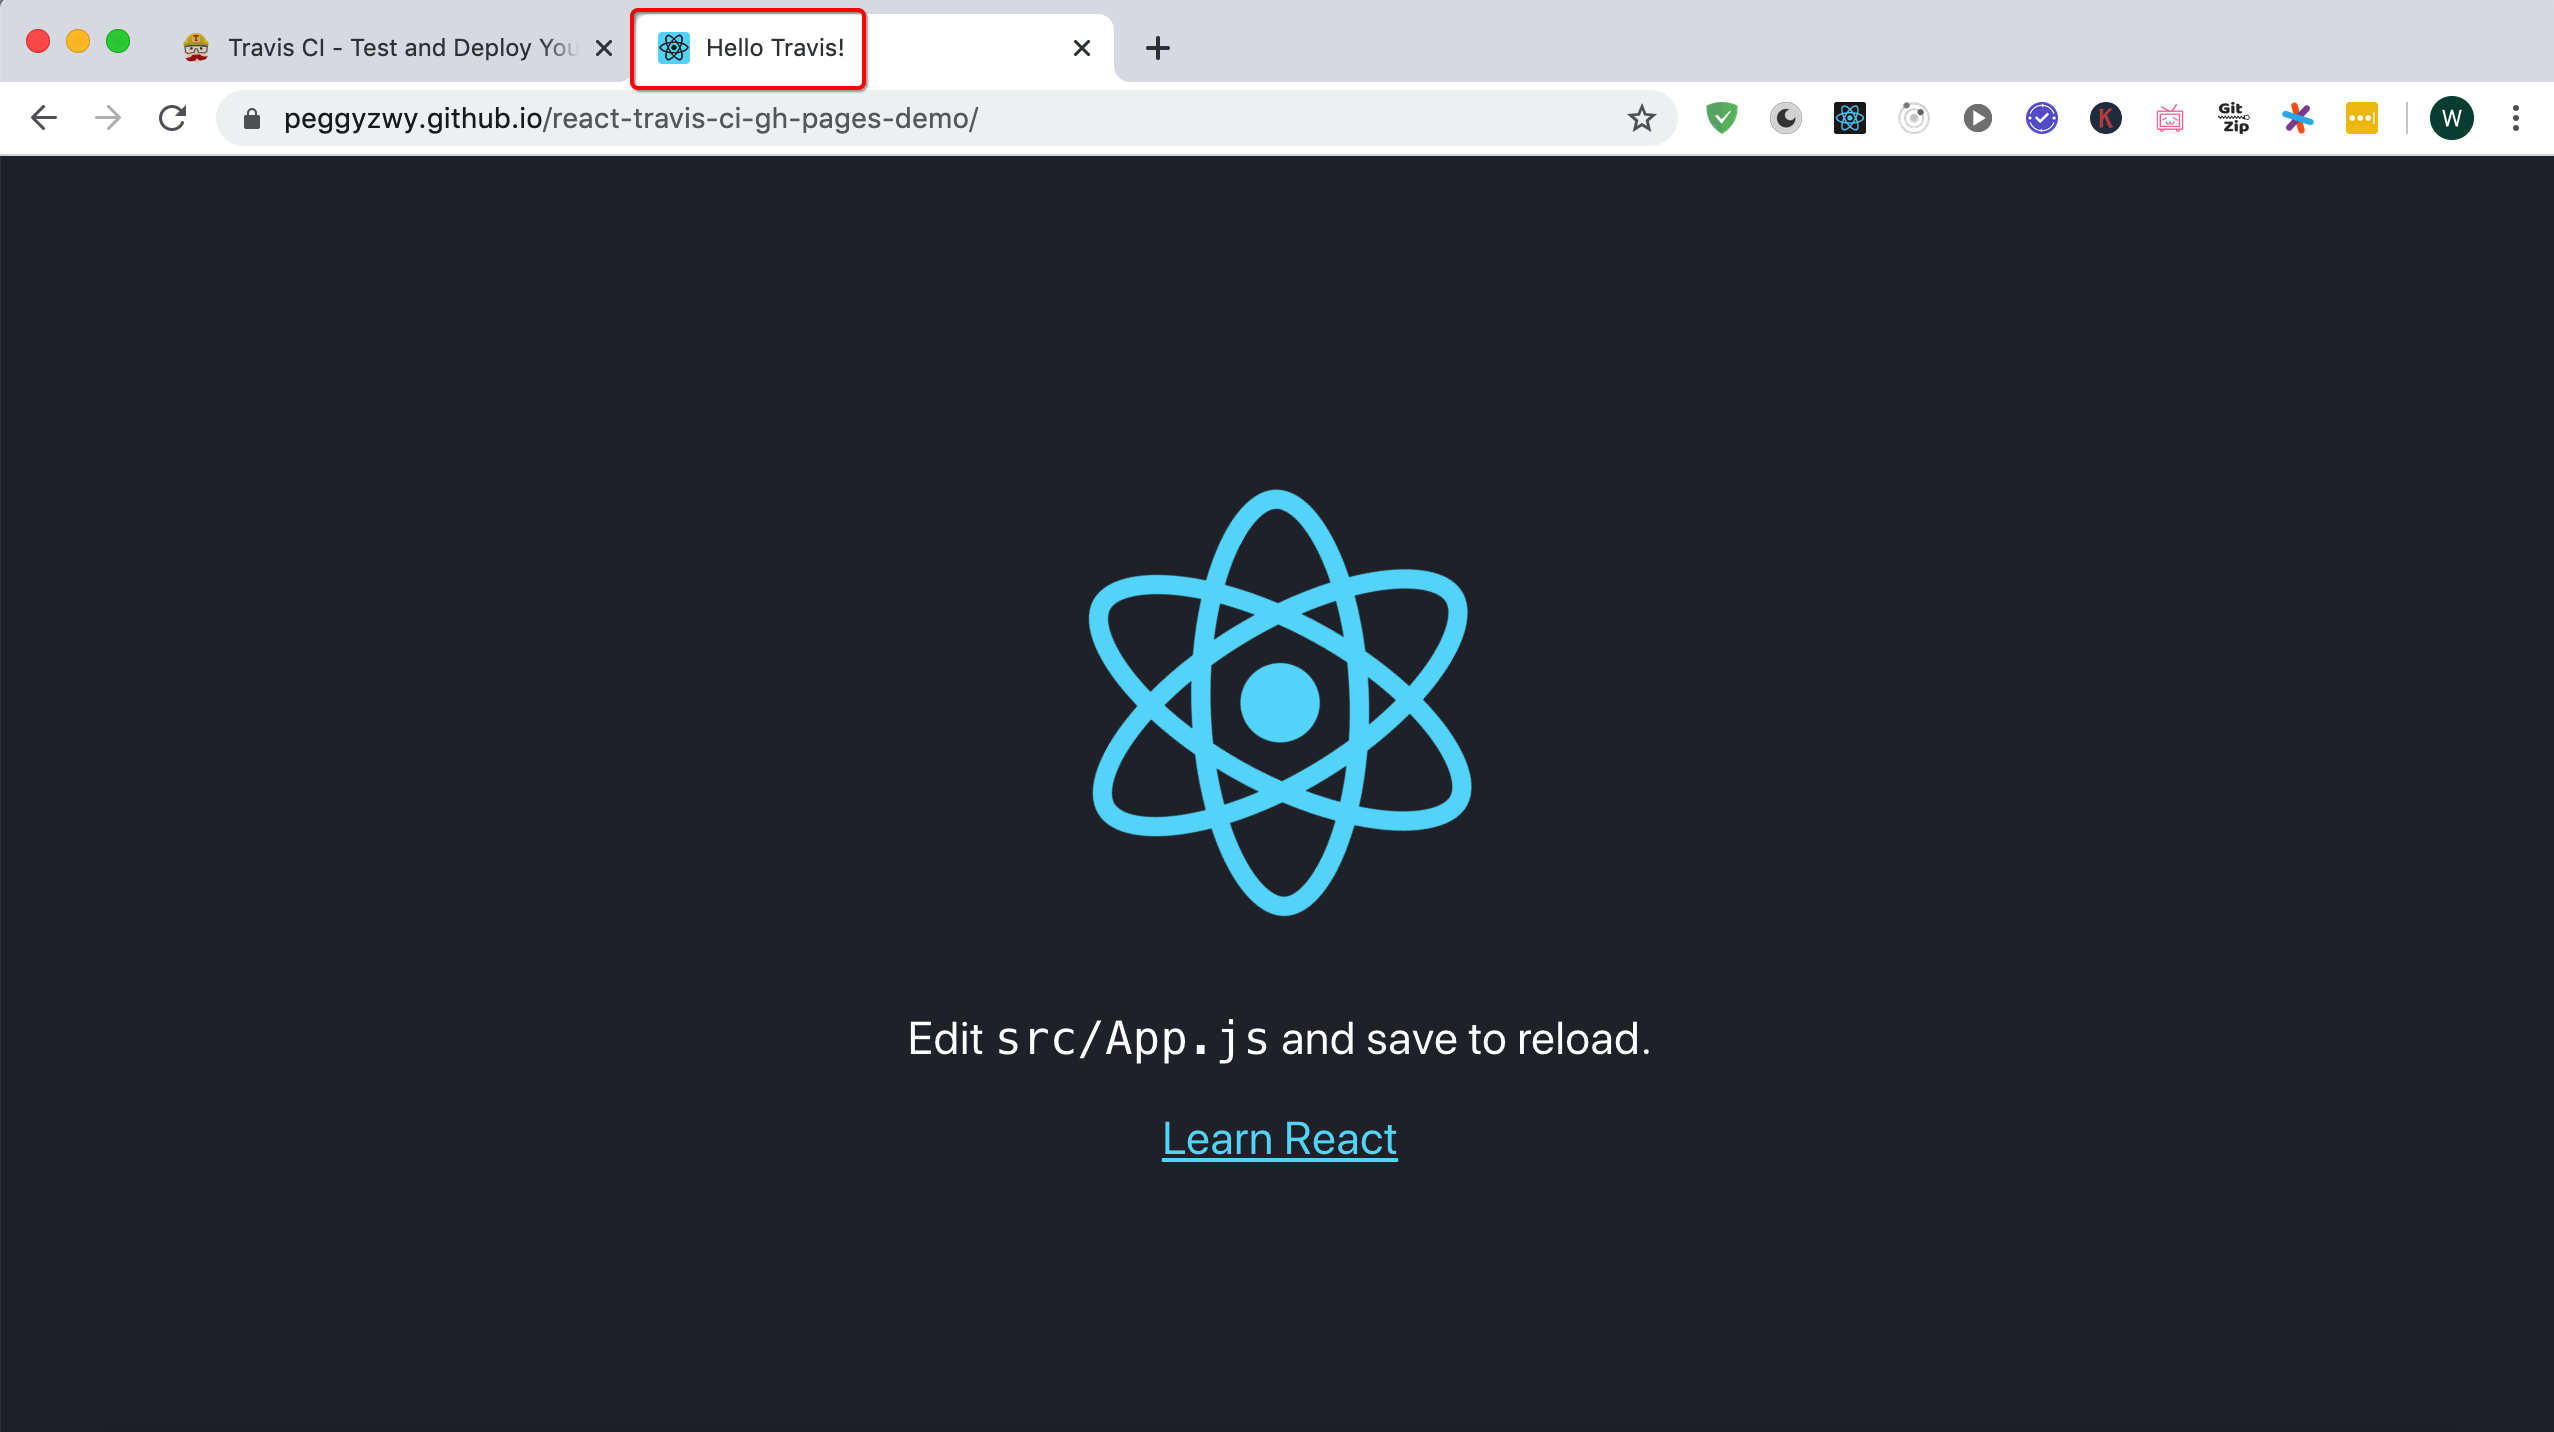 Travis CI - Test and Deploy You
Hello Travis!
peggyzwy.github.io/react-travis-ci-gh-pages-demo/
K
Git
Zip
W
Edit src/App.js and save to reload.
Learn React